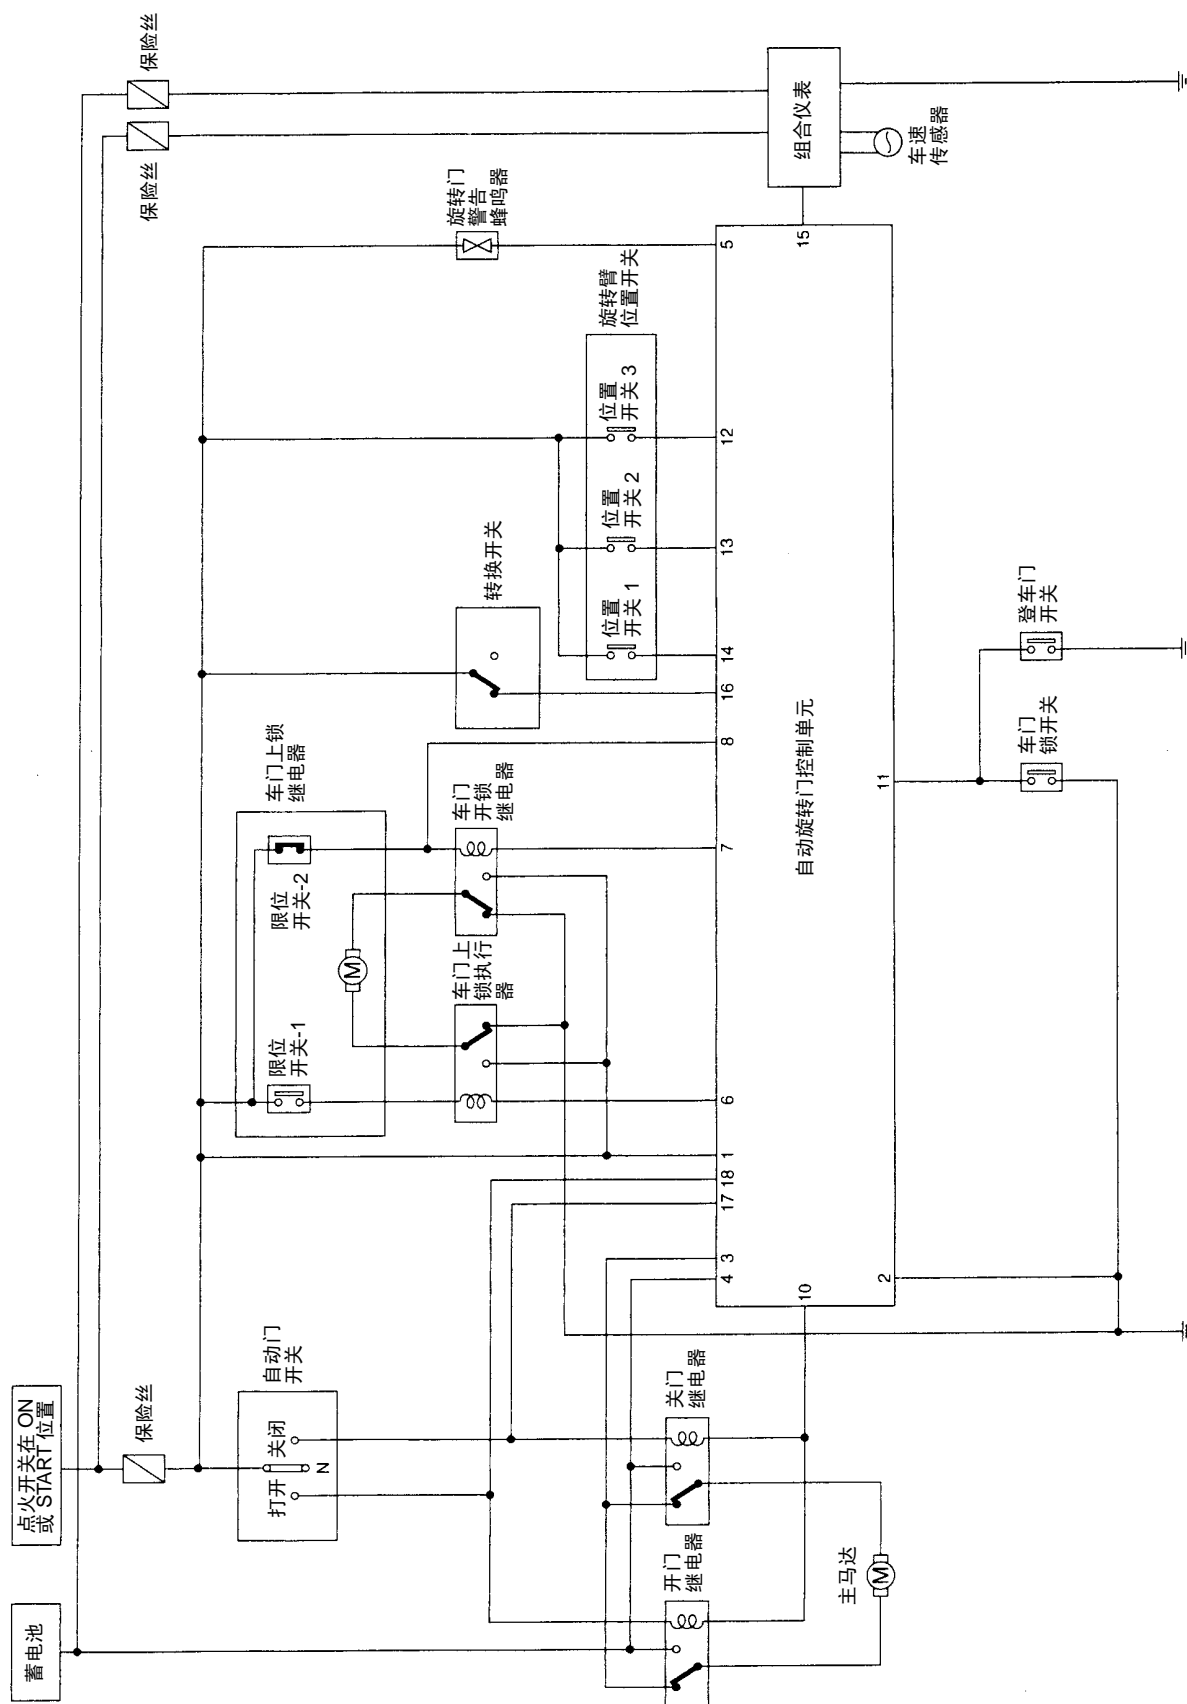 蓄电池
点火开关在 ON
或 START 位置
保险丝
保险丝
保险丝
自动门
开关
打开
关闭
N
限位
开关-1
限位
开关-2
车门上锁
继电器
M
车门上
锁执行
器
车门
开锁
继电器
转换开关
旋转门
警告
蜂鸣器
旋转臂
位置开关
位置
开关 1
位置
开关 2
位置
开关 3
组合仪表
车速
传感器
开门
继电器
关门
继电器
主马达
M
4
3
17
18
1
6
7
8
16
14
13
12
5
10
15
2
11
自动旋转门控制单元
车门
锁开关
登车门
开关